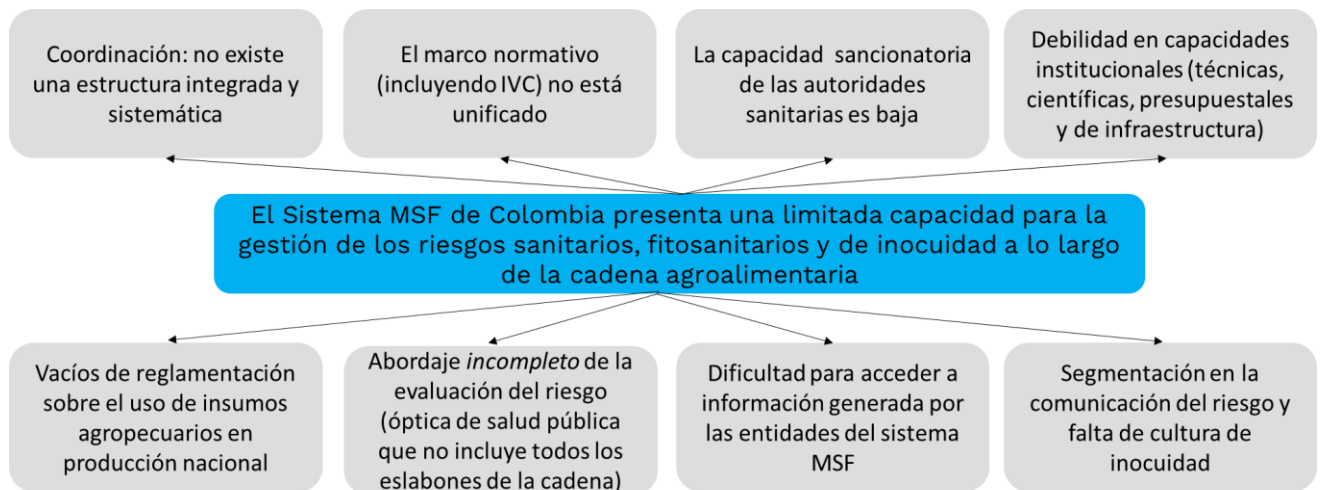 Coordinación: no existe
una estructura integrada y
sistemática
El marco normativo
(incluyendo IVC) no está
unificado
La capacidad sancionatoria
de las autoridades
sanitarias es baja
Debilidad en capacidades
institucionales (técnicas,
científicas, presupuestales
y de infraestructura)
El Sistema MSF de Colombia presenta una limitada capacidad para la
gestión de los riesgos sanitarios, fitosanitarios y de inocuidad a lo largo
de la cadena agroalimentaria
Vacíos de reglamentación
sobre el uso de insumos
agropecuarios en
producción nacional
Abordaje incompleto de la
evaluación del riesgo
(óptica de salud pública
que no incluye todos los
eslabones de la cadena)
Dificultad para acceder a
información generada por
las entidades del sistema
MSF
Segmentación en la
comunicación del riesgo y
falta de cultura de
inocuidad